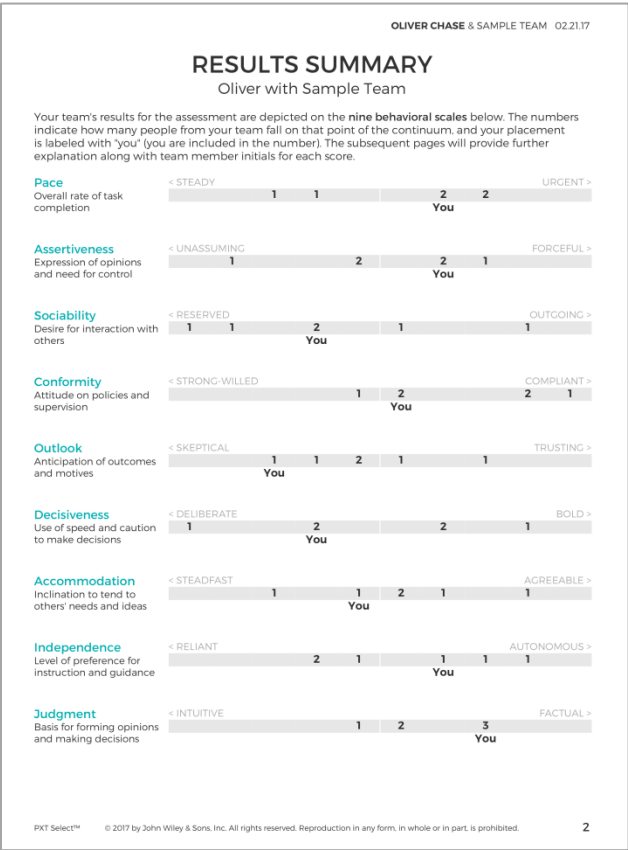 OLIVER CHASE & SAMPLE TEAM 02.21.17
RESULTS SUMMARY
Oliver with Sample Team
Your team's results for the assessment are depicted on the nine behavioral scales below. The numbers
indicate how many people from your team fall on that point of the continuum, and your placement
is labeled with "you" (you are included in the number). The subsequent pages will provide further
explanation along with team member initials for each score.
Pace
Overall rate of task
completion
< STEADY URGENT >
1 1 2 2
You
Assertiveness
Expression of opinions
and need for control
< UNASSUMING FORCEFUL >
1 2 2 1
You
Sociability
Desire for interaction with
others
< RESERVED OUTGOING >
1 1 2 1 1
You
Conformity
Attitude on policies and
supervision
< STRONG-WILLED COMPLIANT >
1 2 2 1
You
Outlook
Anticipation of outcomes
and motives
< SKEPTICAL TRUSTING >
1 1 2 1 1
You
Decisiveness
Use of speed and caution
to make decisions
< DELIBERATE BOLD >
1 2 2 1
You
Accommodation
Inclination to tend to
others' needs and ideas
< STEADFAST AGREEABLE >
1 1 2 1 1
You
Independence
Level of preference for
instruction and guidance
< RELIANT AUTONOMOUS >
2 1 1 1 1
You
Judgment
Basis for forming opinions
and making decisions
< INTUITIVE FACTUAL >
1 2 3
You
PXT Select™ © 2017 by John Wiley & Sons, Inc. All rights reserved. Reproduction in any form, in whole or in part, is prohibited. 2